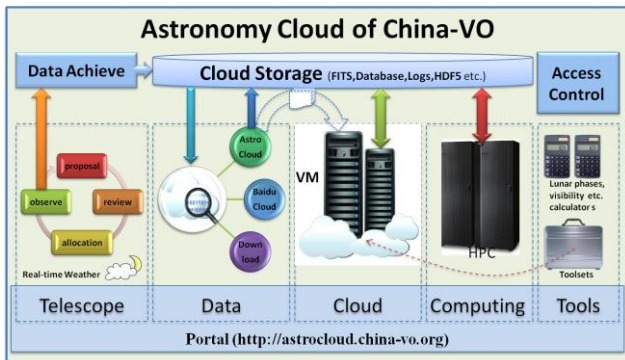 Astronomy Cloud of China-VO
Data Achieve
Cloud Storage (FITS,Database,Logs,HDF5 etc.)
Access
Control
proposal
observe
review
allocation
Real-time Weather
Astro
Cloud
Baidu
Cloud
Down
load
VM
HPC
Lunar phases,
visibility etc.
calculator s
Toolsets
Telescope
Data
Cloud
Computing
Tools
Portal (http://astrocloud.china-vo.org)